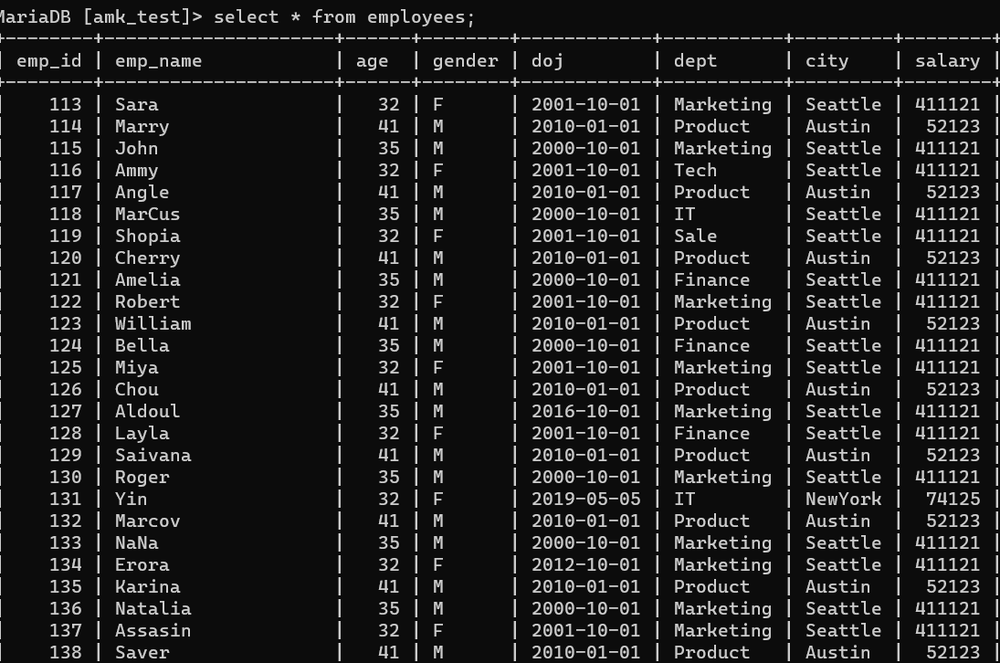 MariaDB [amk_test]> select * from employees;
+--------+---------------------+------+--------+------------+-----------+---------+--------+
| emp_id | emp_name            | age  | gender | doj        | dept      | city    | salary |
+--------+---------------------+------+--------+------------+-----------+---------+--------+
|    113 | Sara                |   32 | F      | 2001-10-01 | Marketing | Seattle | 411121 |
|    114 | Marry               |   41 | M      | 2010-01-01 | Product   | Austin  |  52123 |
|    115 | John                |   35 | M      | 2000-10-01 | Marketing | Seattle | 411121 |
|    116 | Ammy                |   32 | F      | 2001-10-01 | Tech      | Seattle | 411121 |
|    117 | Angle               |   41 | M      | 2010-01-01 | Product   | Austin  |  52123 |
|    118 | MarCus              |   35 | M      | 2000-10-01 | IT        | Seattle | 411121 |
|    119 | Shopia              |   32 | F      | 2001-10-01 | Sale      | Seattle | 411121 |
|    120 | Cherry              |   41 | M      | 2010-01-01 | Product   | Austin  |  52123 |
|    121 | Amelia              |   35 | M      | 2000-10-01 | Finance   | Seattle | 411121 |
|    122 | Robert              |   32 | F      | 2001-10-01 | Marketing | Seattle | 411121 |
|    123 | William             |   41 | M      | 2010-01-01 | Product   | Austin  |  52123 |
|    124 | Bella               |   35 | M      | 2000-10-01 | Finance   | Seattle | 411121 |
|    125 | Miya                |   32 | F      | 2001-10-01 | Marketing | Seattle | 411121 |
|    126 | Chou                |   41 | M      | 2010-01-01 | Product   | Austin  |  52123 |
|    127 | Aldoul              |   35 | M      | 2016-10-01 | Marketing | Seattle | 411121 |
|    128 | Layla               |   32 | F      | 2001-10-01 | Finance   | Seattle | 411121 |
|    129 | Saivana             |   41 | M      | 2010-01-01 | Product   | Austin  |  52123 |
|    130 | Roger               |   35 | M      | 2000-10-01 | Marketing | Seattle | 411121 |
|    131 | Yin                 |   32 | F      | 2019-05-05 | IT        | NewYork |  74125 |
|    132 | Marcov              |   41 | M      | 2010-01-01 | Product   | Austin  |  52123 |
|    133 | NaNa                |   35 | M      | 2000-10-01 | Marketing | Seattle | 411121 |
|    134 | Erora               |   32 | F      | 2012-10-01 | Marketing | Seattle | 411121 |
|    135 | Karina              |   41 | M      | 2010-01-01 | Product   | Austin  |  52123 |
|    136 | Natalia             |   35 | M      | 2000-10-01 | Marketing | Seattle | 411121 |
|    137 | Assasin             |   32 | F      | 2001-10-01 | Marketing | Seattle | 411121 |
|    138 | Saver               |   41 | M      | 2010-01-01 | Product   | Austin  |  52123 |